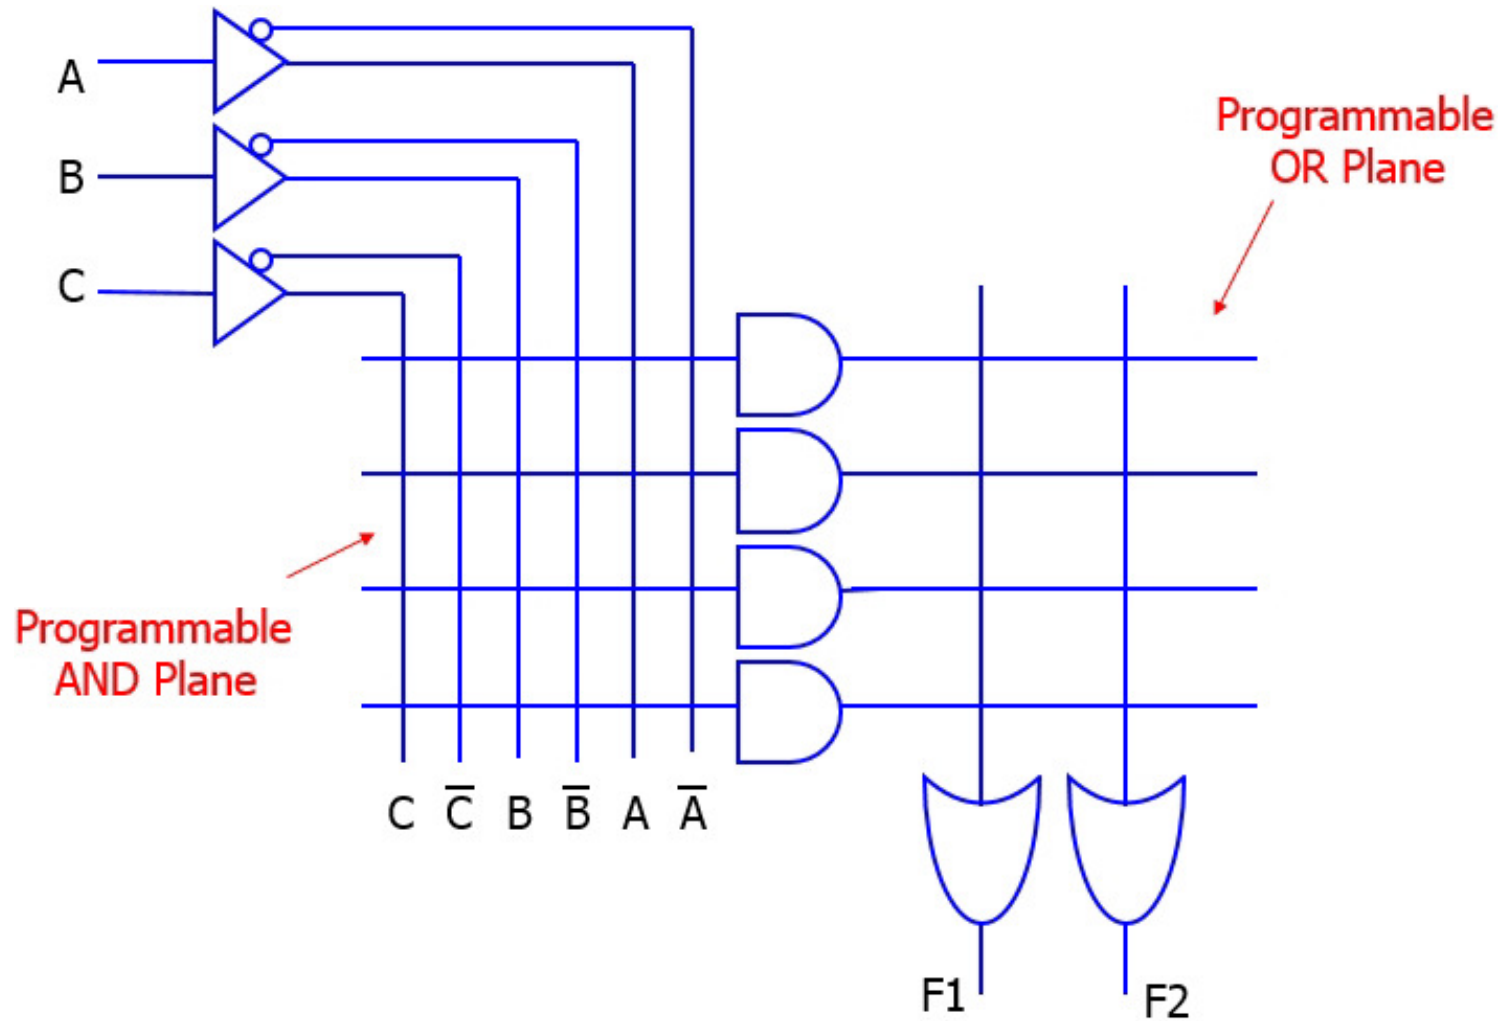 A
Programmable
OR Plane
B
C
Programmable
AND Plane
C C̅ B B̅ A A̅
F1 F2